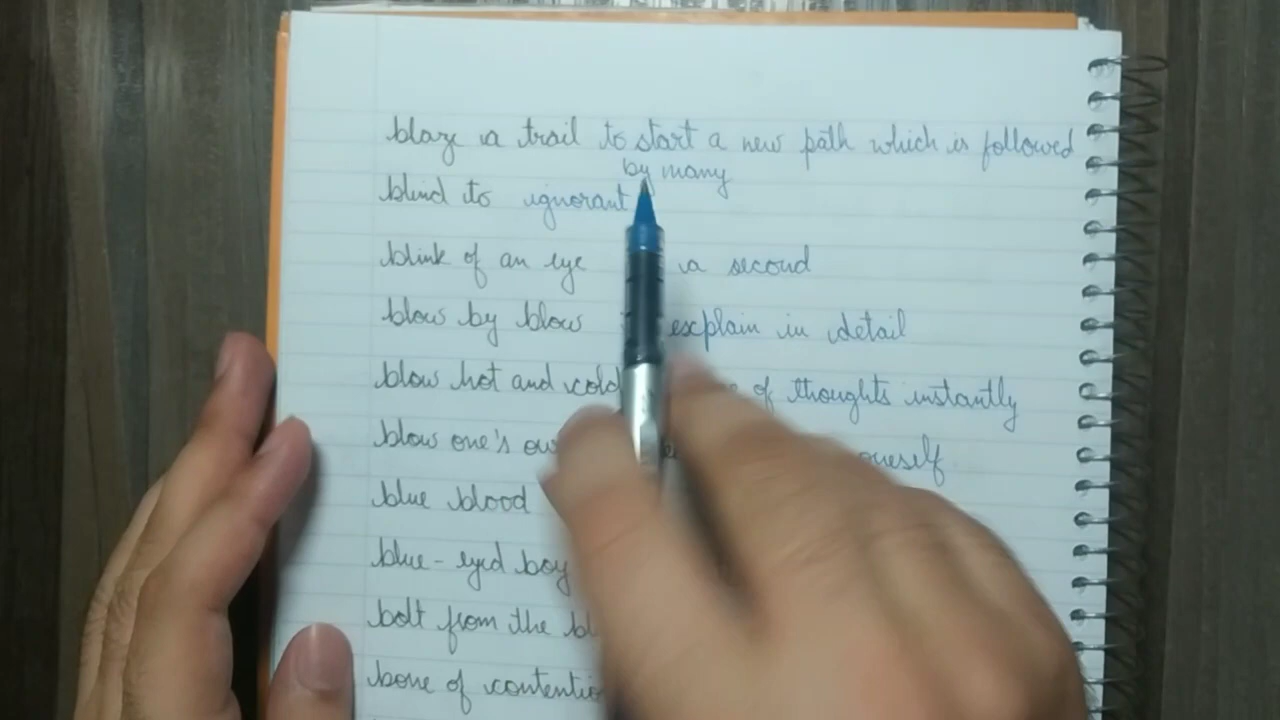 blaze a trail to start a new path which is followed
by many
blind to ignorant
blink of an eye a second
blow by blow explain in detail
blow hot and cold of thoughts instantly
blow one's oneself
blue blood
blue-eyed boy
bolt from the
bone of